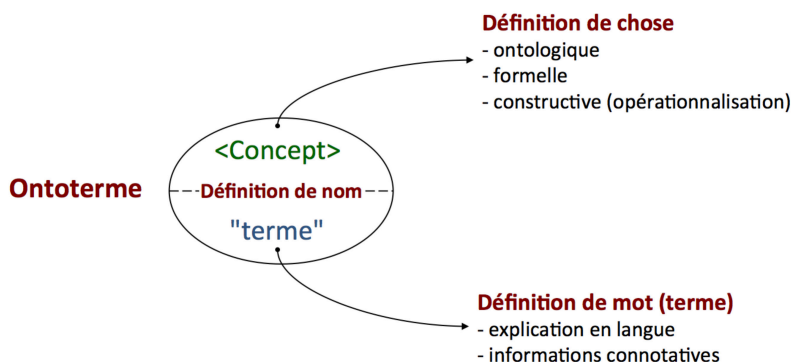 Définition de chose
- ontologique
- formelle
- constructive (opérationnalisation)
<Concept>
Ontoterme
Définition de nom
"terme"
Définition de mot (terme)
- explication en langue
- informations connotatives